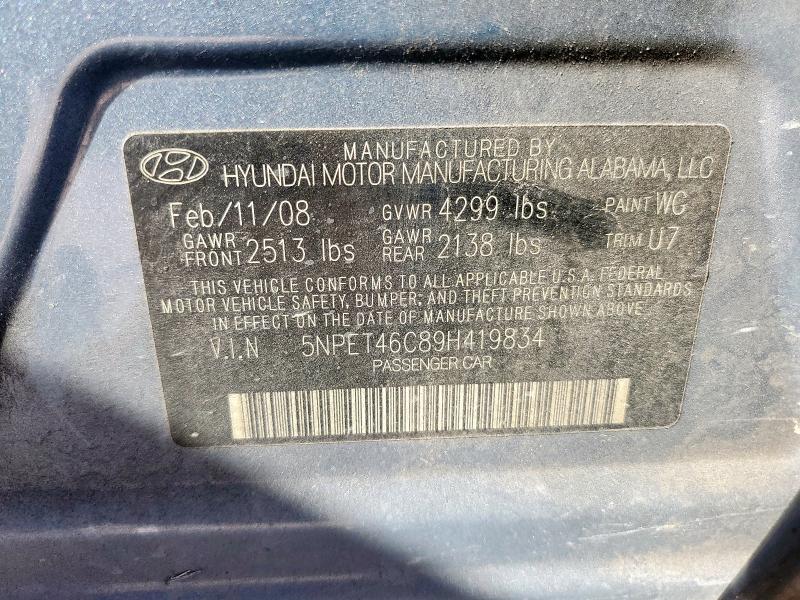 MANUFACTURED BY
HYUNDAI MOTOR MANUFACTURING ALABAMA, LLC
Feb/11/08 GVWR 4299 lbs PAINT WC
GAWR FRONT 2513 lbs GAWR REAR 2138 lbs TRIM U7
THIS VEHICLE CONFORMS TO ALL APPLICABLE U.S.A. FEDERAL
MOTOR VEHICLE SAFETY, BUMPER; AND THEFT PREVENTION STANDARDS
IN EFFECT ON THE DATE OF MANUFACTURE SHOWN ABOVE.
V.I.N 5NPET46C89H419834
PASSENGER CAR